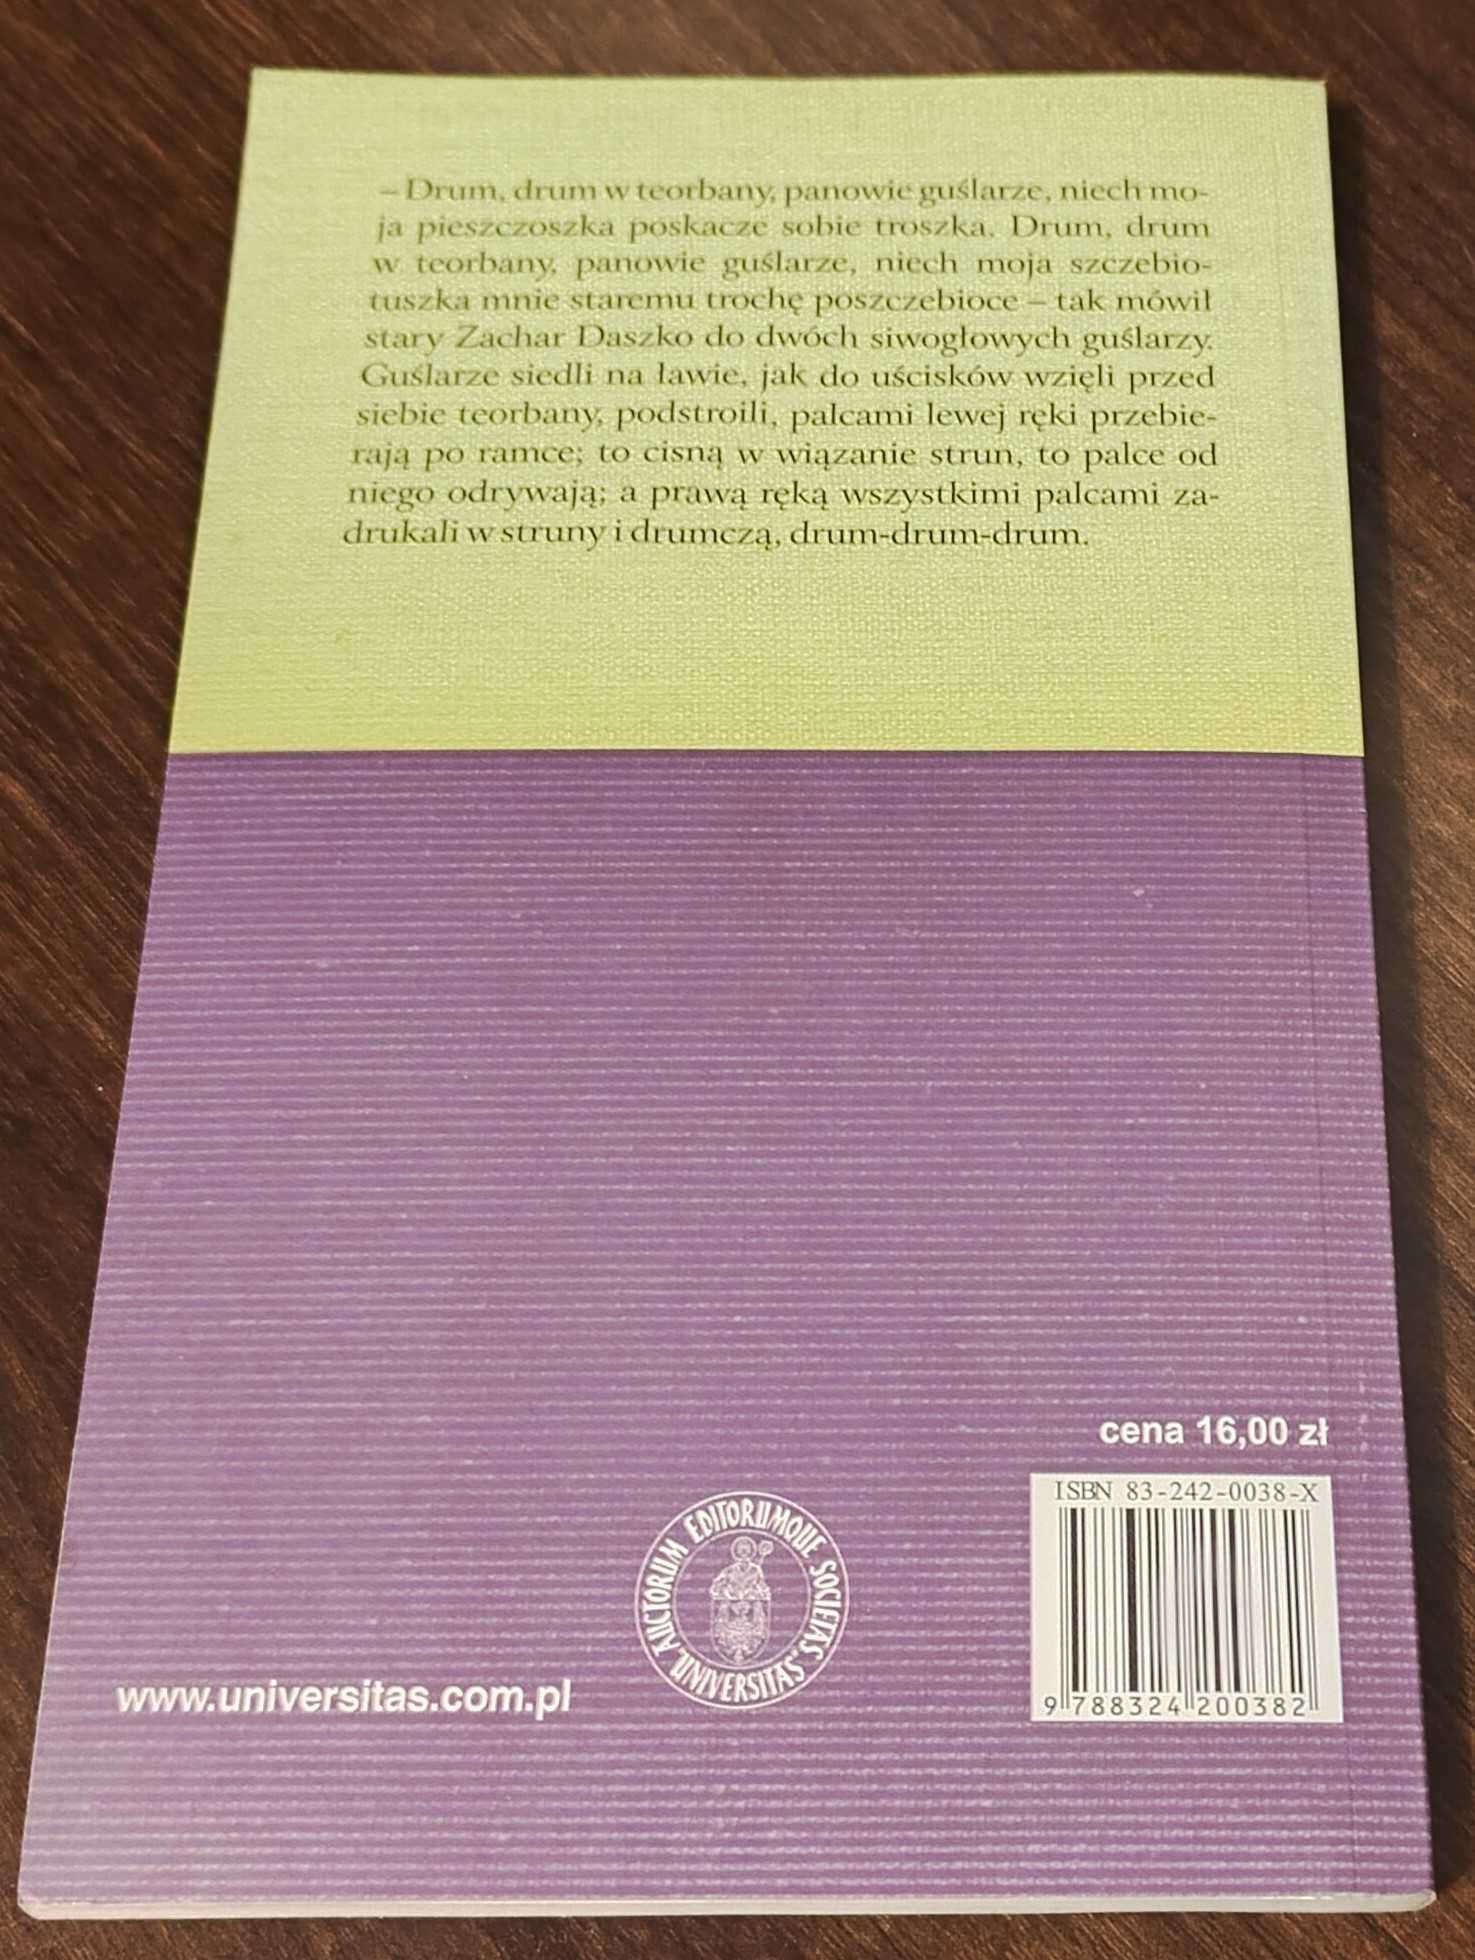 – Drum, drum w teorbany, panowie guślarze, niech mo-
ja pieszczoszka poskacze sobie troszka. Drum, drum
w teorbany, panowie guślarze, niech moja szczebio-
tuszka mnie staremu trochę poszczebioce – tak mówił
stary Zachar Daszko do dwóch siwogłowych guślarzy.
Guślarze siedli na ławie, jak do uścisków wzięli przed
siebie teorbany, podstroili, palcami lewej ręki przebie-
rają po ramce; to cisną w wiązanie strun, to palce od
niego odrywają; a prawą ręką wszystkimi palcami za-
drukali w struny i drumczą, drum-drum-drum.
cena 16,00 zł
ISBN 83-242-0038-X
9 788324 200382
AUCTORUM EDITORUMQUE SOCIETAS
"UNIVERSITAS"
www.universitas.com.pl